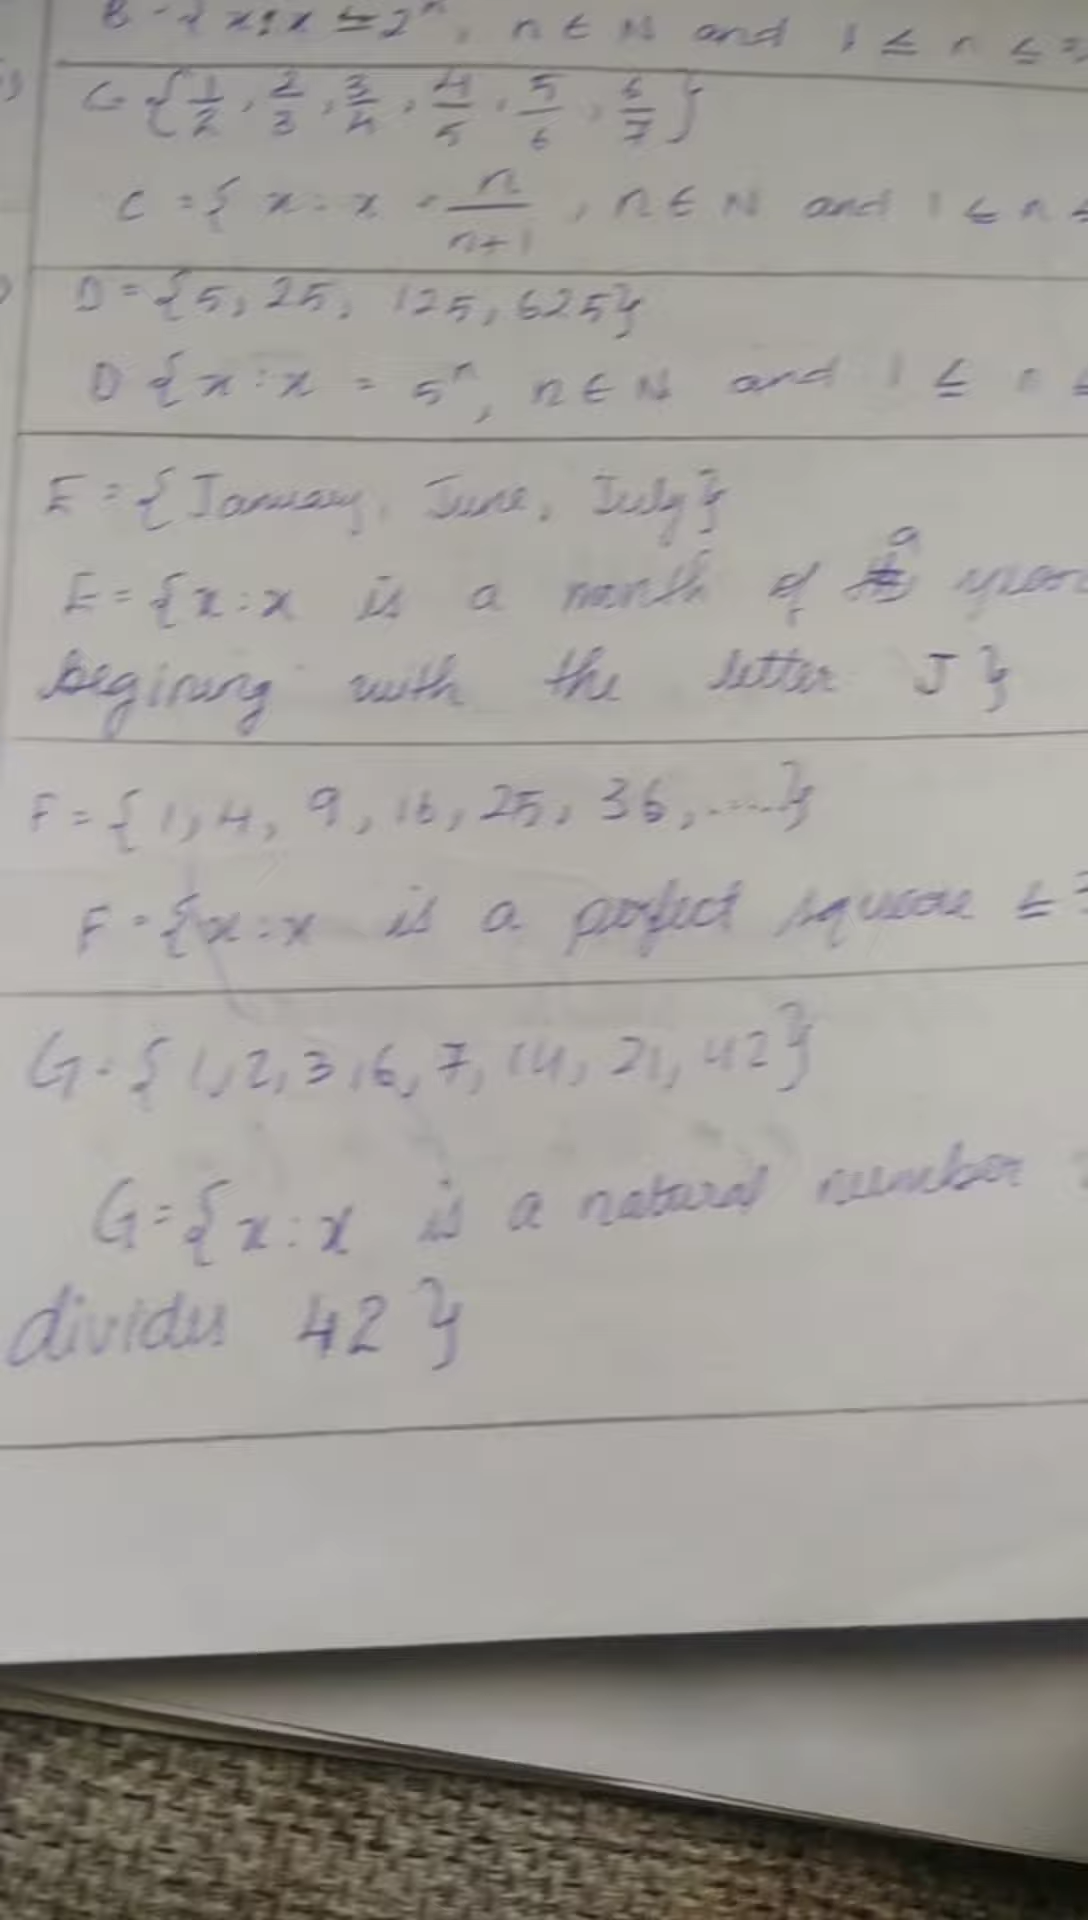 B = { x : x = 2ⁿ, n ∈ N and 1 ≤ n ≤
C {1/2, 2/3, 3/4, 4/5, 5/6, 6/7}
C = { x : x = n/n+1, n ∈ N and 1 ≤ n ≤
D = {5, 25, 125, 625}
D {x : x = 5ⁿ, n ∈ N and 1 ≤ n ≤
E = {January, June, July}
E = {x : x is a month of a year
begining with the letter J}
F = {1, 4, 9, 16, 25, 36, .....}
F = {x : x is a perfect square ≤
G = {1, 2, 3, 6, 7, 14, 21, 42}
G = {x : x is a natural number
divides 42}